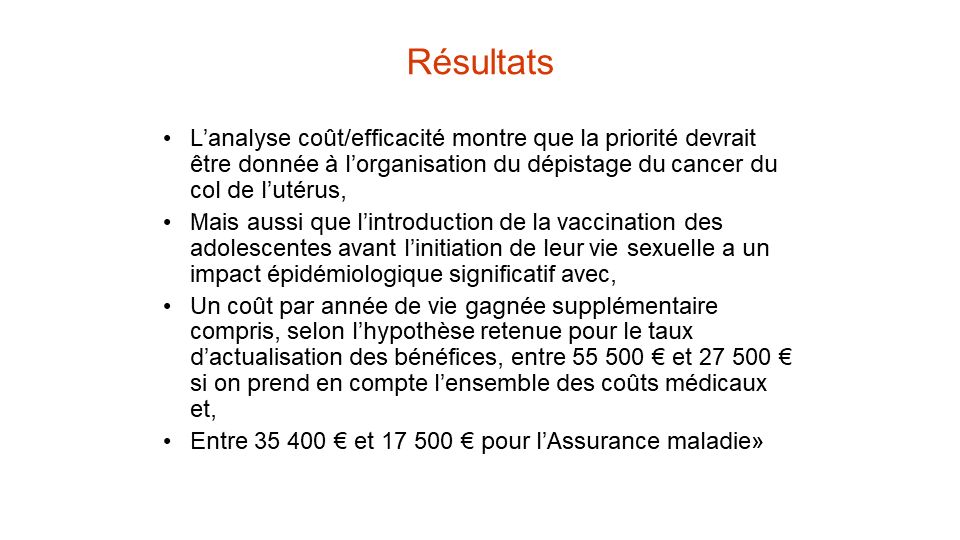 Résultats
• L’analyse coût/efficacité montre que la priorité devrait
être donnée à l’organisation du dépistage du cancer du
col de l’utérus,
• Mais aussi que l’introduction de la vaccination des
adolescentes avant l’initiation de leur vie sexuelle a un
impact épidémiologique significatif avec,
• Un coût par année de vie gagnée supplémentaire
compris, selon l’hypothèse retenue pour le taux
d’actualisation des bénéfices, entre 55 500 € et 27 500 €
si on prend en compte l’ensemble des coûts médicaux
et,
• Entre 35 400 € et 17 500 € pour l’Assurance maladie»